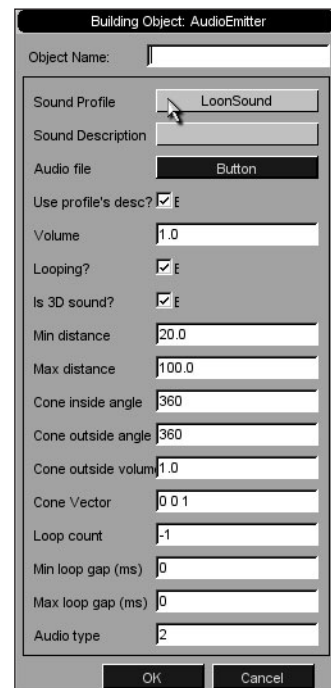 Building Object: AudioEmitter
Object Name:
Sound Profile LoonSound
Sound Description
Audio file Button
Use profile's desc? E
Volume 1.0
Looping? E
Is 3D sound? E
Min distance 20.0
Max distance 100.0
Cone inside angle 360
Cone outside angle 360
Cone outside volum 1.0
Cone Vector 0 0 1
Loop count -1
Min loop gap (ms) 0
Max loop gap (ms) 0
Audio type 2
OK Cancel